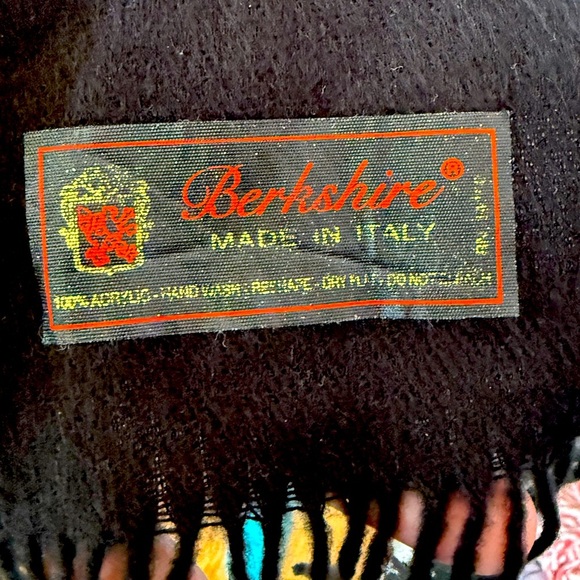 Berkshire®
MADE IN ITALY
100% ACRYLIC - HAND WASH - RESHAPE - DRY FLAT - DO NOT BLEACH